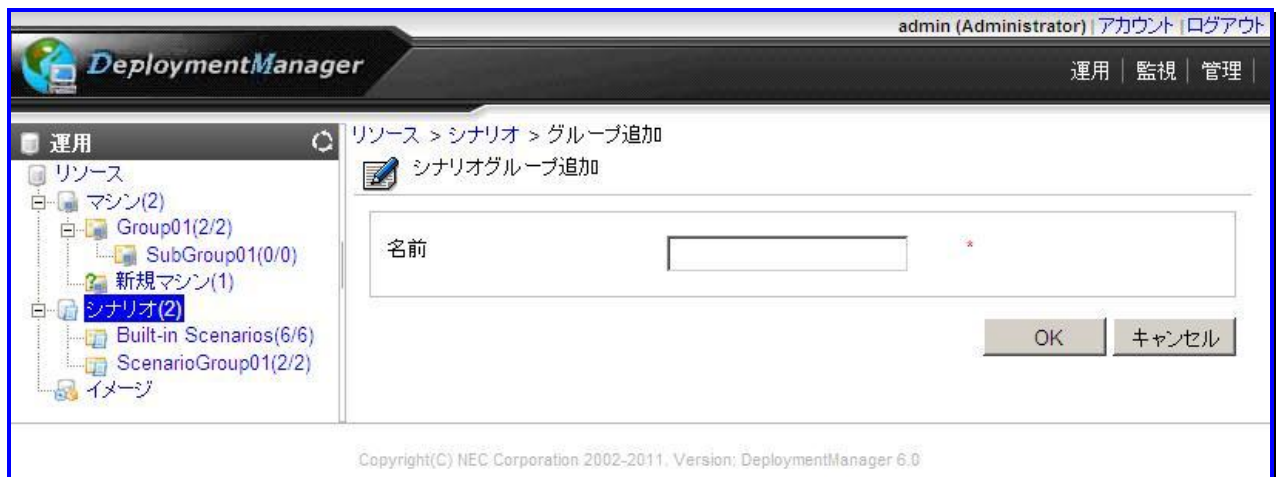 admin (Administrator) | アカウント | ログアウト
DeploymentManager
運用 | 監視 | 管理 |
運用
リソース
マシン(2)
Group01(2/2)
SubGroup01(0/0)
新規マシン(1)
シナリオ(2)
Built-in Scenarios(6/6)
ScenarioGroup01(2/2)
イメージ
リソース > シナリオ > グループ追加
シナリオグループ追加
名前 *
OK キャンセル
Copyright(C) NEC Corporation 2002-2011. Version: DeploymentManager 6.0